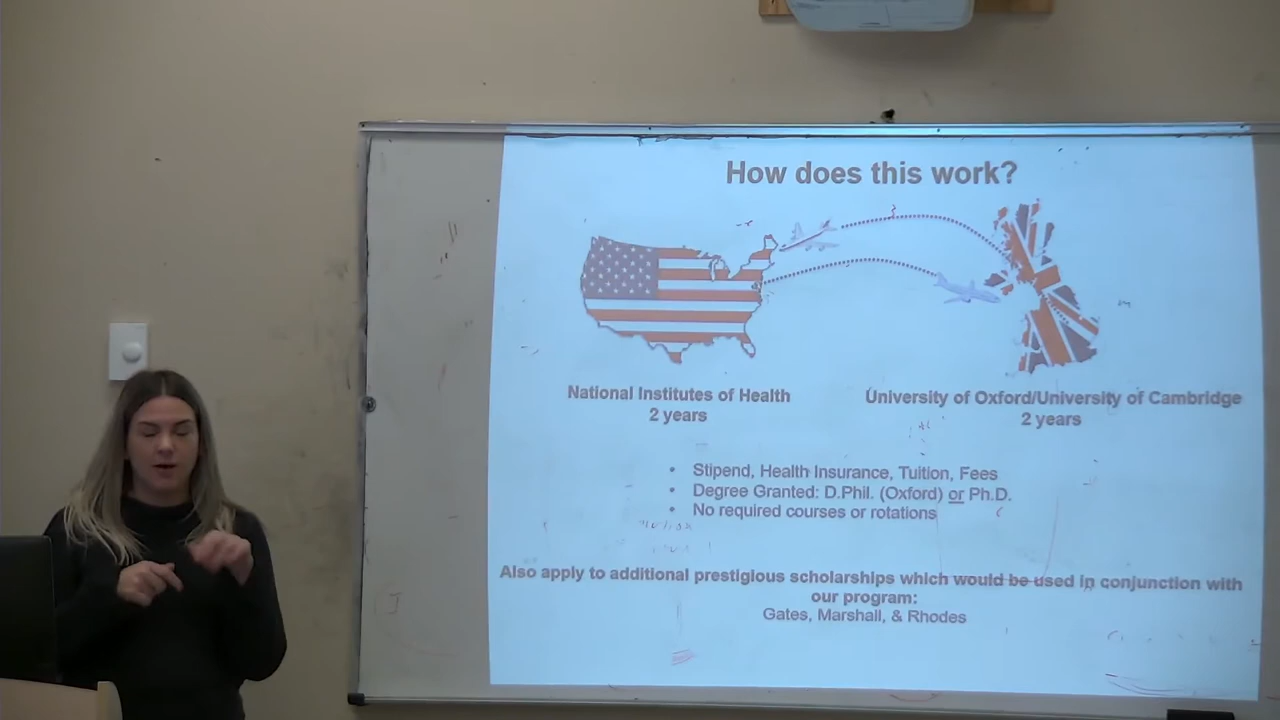 How does this work?
National Institutes of Health
2 years
University of Oxford/University of Cambridge
2 years
• Stipend, Health Insurance, Tuition, Fees
• Degree Granted: D.Phil. (Oxford) or Ph.D.
• No required courses or rotations
Also apply to additional prestigious scholarships which would be used in conjunction with
our program:
Gates, Marshall, & Rhodes